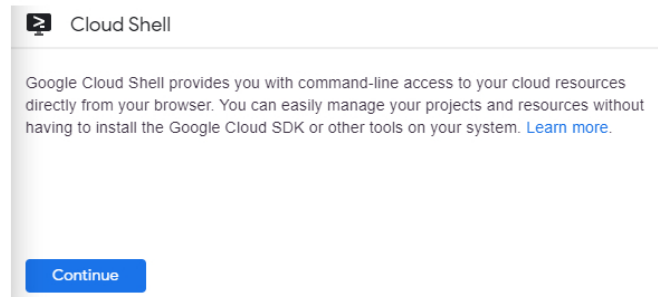 Cloud Shell
Google Cloud Shell provides you with command-line access to your cloud resources
directly from your browser. You can easily manage your projects and resources without
having to install the Google Cloud SDK or other tools on your system. Learn more.
Continue